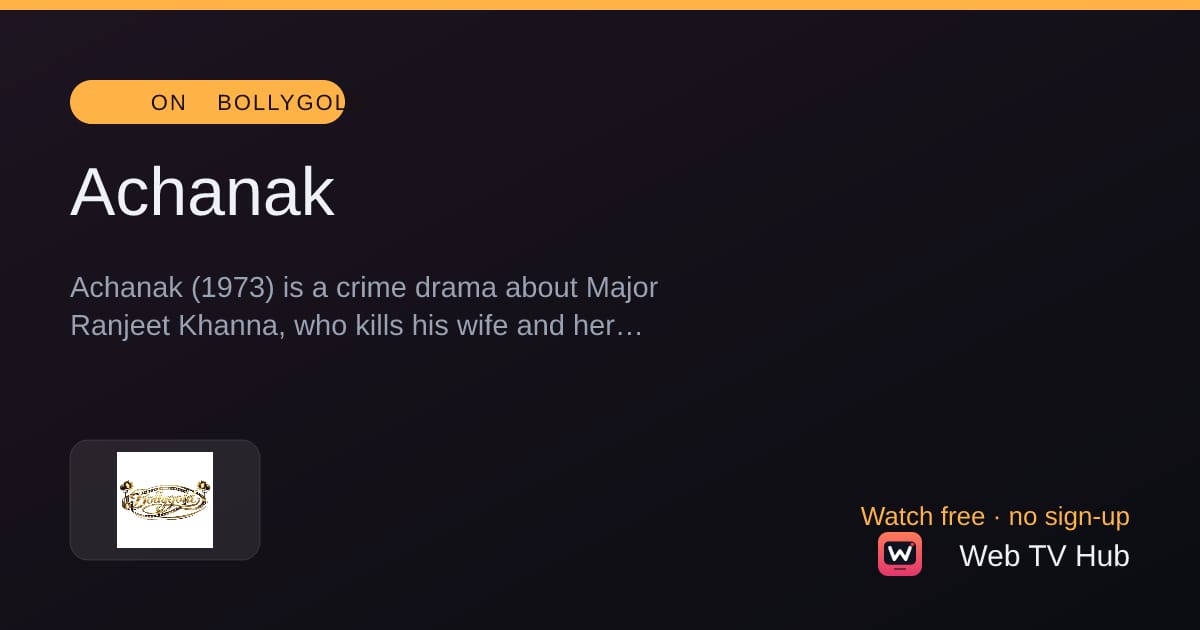 ON BOLLYGOL
Achanak
Achanak (1973) is a crime drama about Major
Ranjeet Khanna, who kills his wife and her…
Bollygold
Watch free · no sign-up
W
Web TV Hub